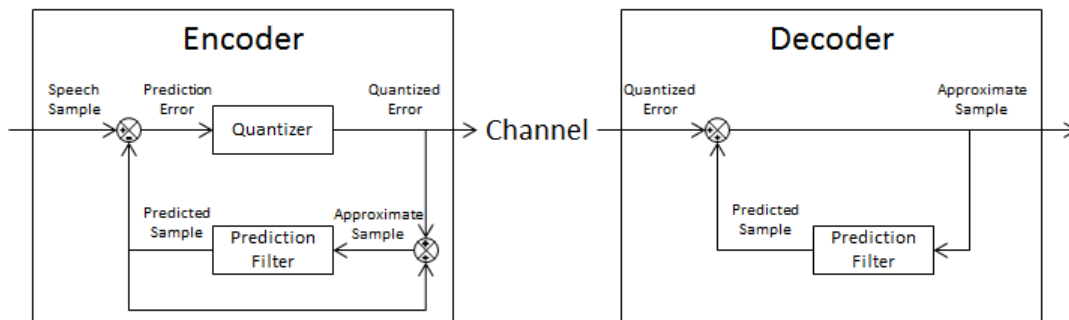 Encoder
Speech
Sample
Prediction
Error
Quantizer
Quantized
Error
Predicted
Sample
Prediction
Filter
Approximate
Sample
Channel
Decoder
Quantized
Error
Approximate
Sample
Predicted
Sample
Prediction
Filter